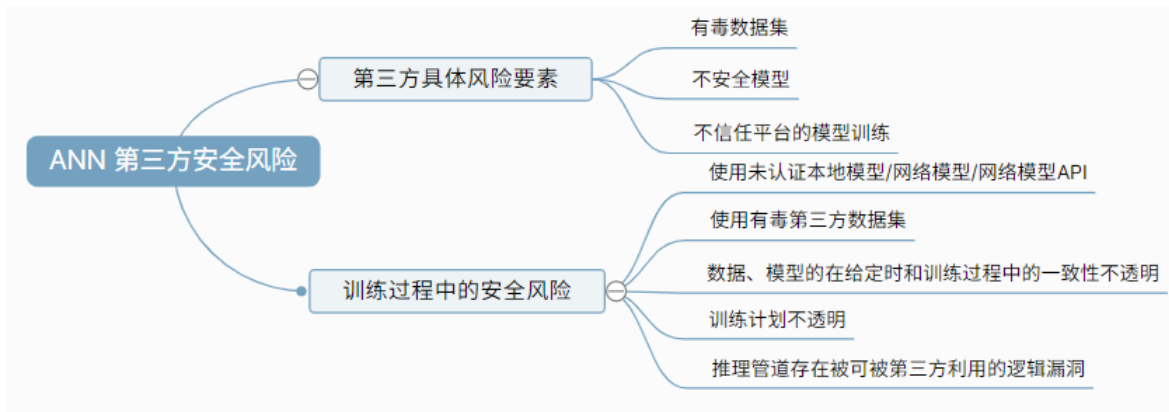 ANN 第三方安全风险
第三方具体风险要素
有毒数据集
不安全模型
不信任平台的模型训练
训练过程中的安全风险
使用未认证本地模型/网络模型/网络模型API
使用有毒第三方数据集
数据、模型的在给定时和训练过程中的一致性不透明
训练计划不透明
推理管道存在被可被第三方利用的逻辑漏洞